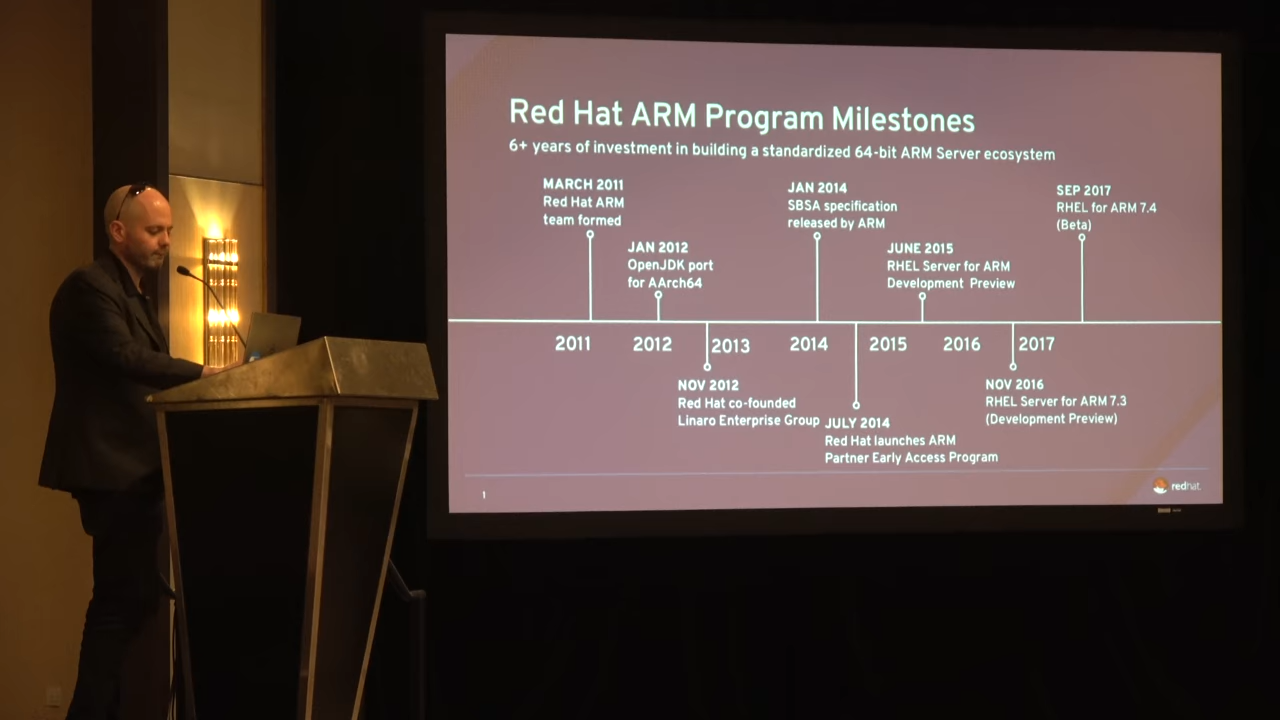 Red Hat ARM Program Milestones
6+ years of investment in building a standardized 64-bit ARM Server ecosystem
MARCH 2011
Red Hat ARM
team formed
JAN 2012
OpenJDK port
for AArch64
JAN 2014
SBSA specification
released by ARM
JUNE 2015
RHEL Server for ARM
Development Preview
SEP 2017
RHEL for ARM 7.4
(Beta)
2011 2012 2013 2014 2015 2016 2017
NOV 2012
Red Hat co-founded
Linaro Enterprise Group
JULY 2014
Red Hat launches ARM
Partner Early Access Program
NOV 2016
RHEL Server for ARM 7.3
(Development Preview)
1
redhat.